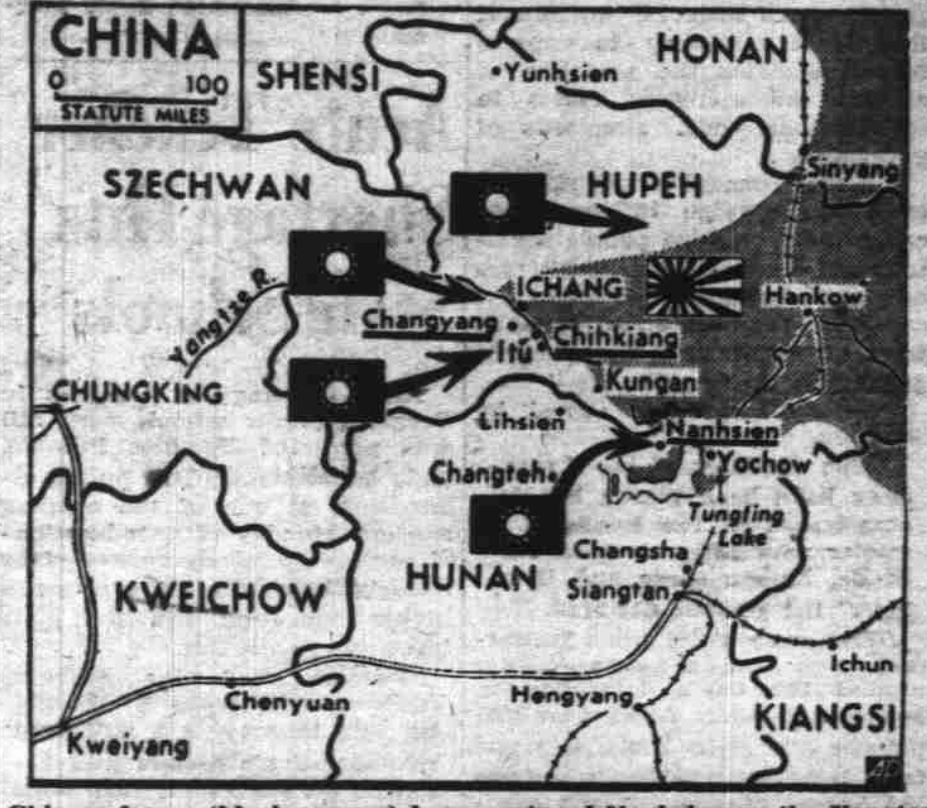 CHINA
0 100
STATUTE MILES
SHENSI
HONAN
Yunhsien
Sinyang
SZECHWAN
HUPEH
Yangtze R.
ICHANG
Hankow
Changyang
Chihkiang
Itu
CHUNGKING
Kungan
Lihsien
Nanhsien
Changteh
Yochow
Tungting
Lake
Changsha
HUNAN
Siangtan
KWEICHOW
Ichun
Chenyuan
Hengyang
KIANGSI
Kweiyang
AP